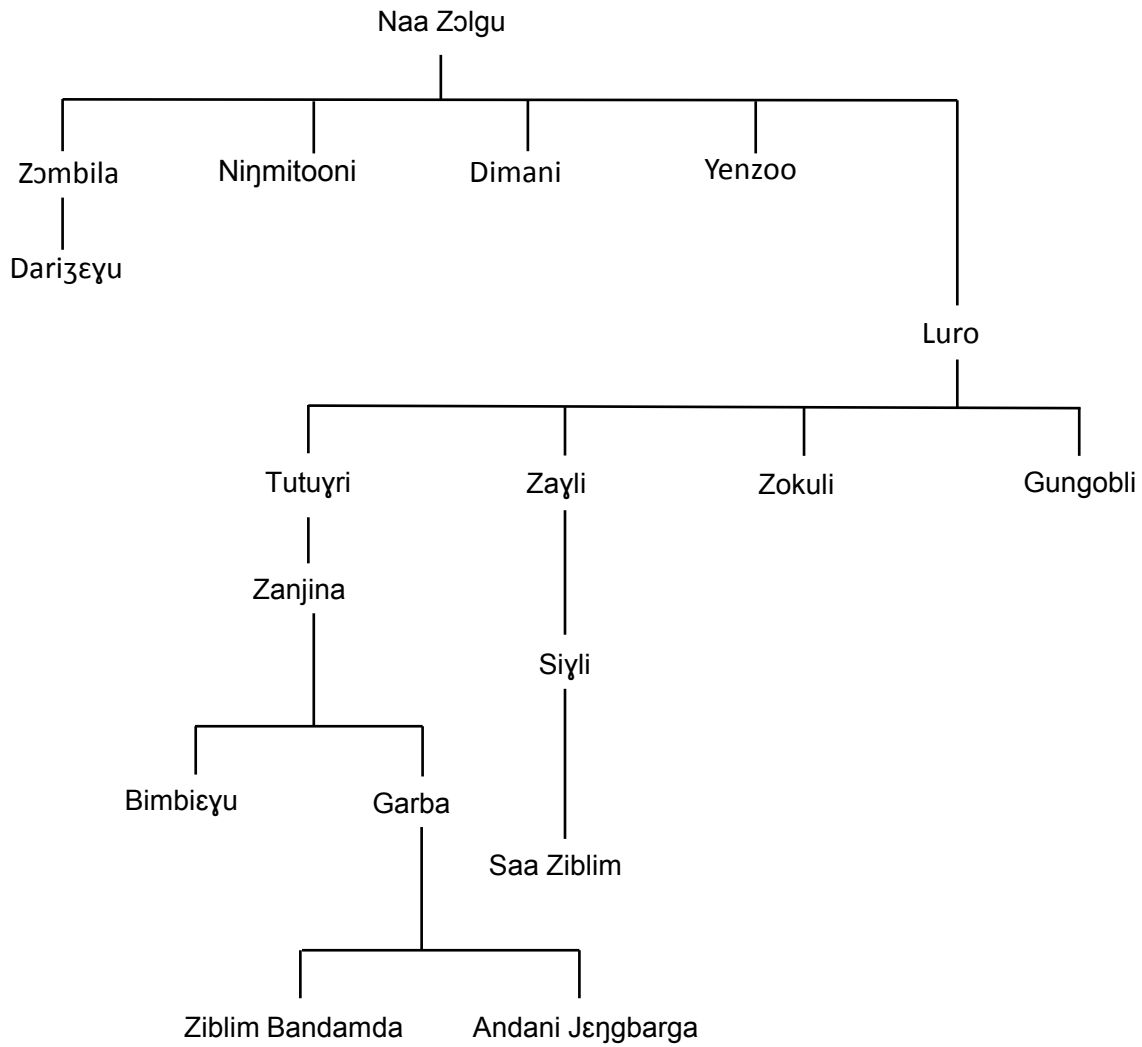 Naa Zɔlgu
Zɔmbila
Niŋmitooni
Dimani
Yenzoo
Dariʒɛɣu
Luro
Tutuɣri
Zaɣli
Zokuli
Gungobli
Zanjina
Siɣli
Bimbiɛɣu
Garba
Saa Ziblim
Ziblim Bandamda
Andani Jɛŋgbarga